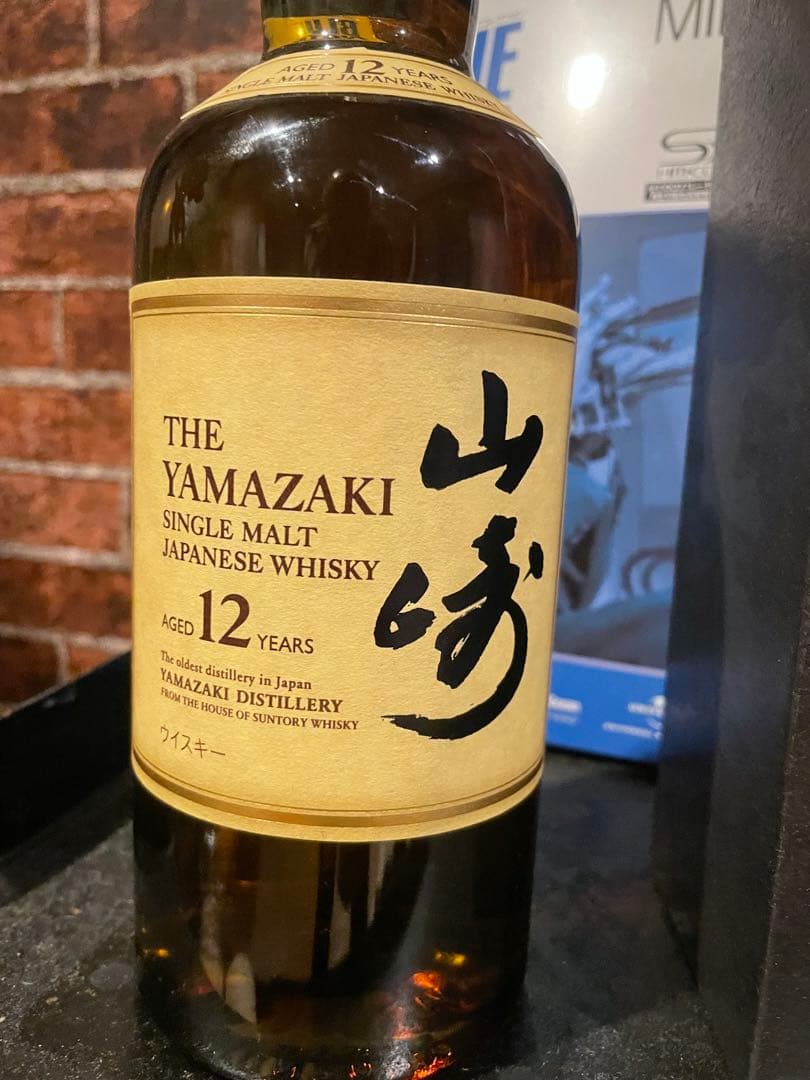 AGED 12 YEARS
SINGLE MALT JAPANESE WHISKY
THE
YAMAZAKI
SINGLE MALT
JAPANESE WHISKY
AGED 12 YEARS
The oldest distillery in Japan
YAMAZAKI DISTILLERY
FROM THE HOUSE OF SUNTORY WHISKY
ウイスキー
山崎